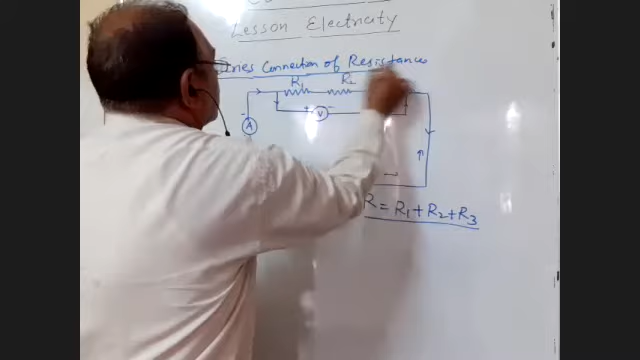 Lesson Electricity
Series Connection of Resistance
R1 R2
+ V -
A
R = R1 + R2 + R3